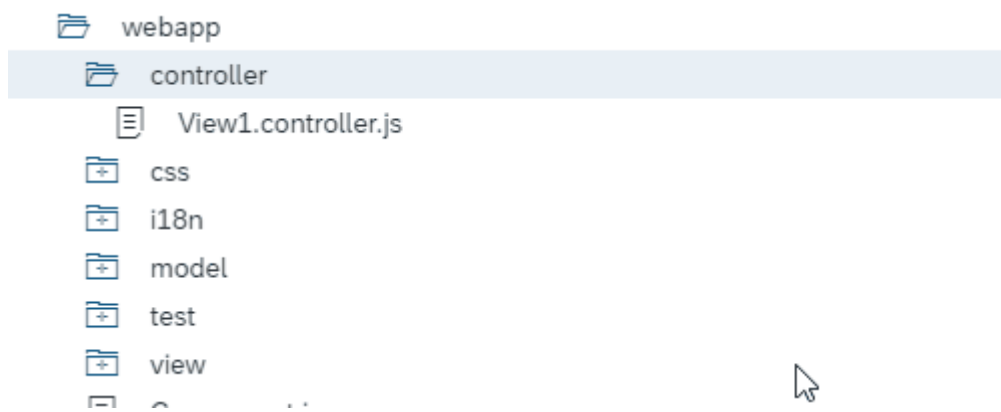 webapp
controller
View1.controller.js
css
i18n
model
test
view